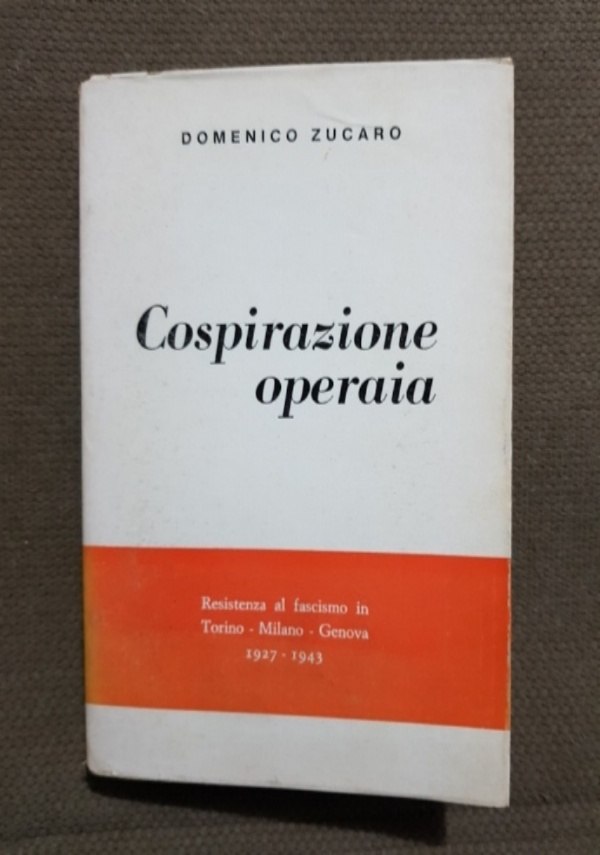 DOMENICO ZUCARO
Cospirazione
operaia
Resistenza al fascismo in
Torino - Milano - Genova
1927 - 1943